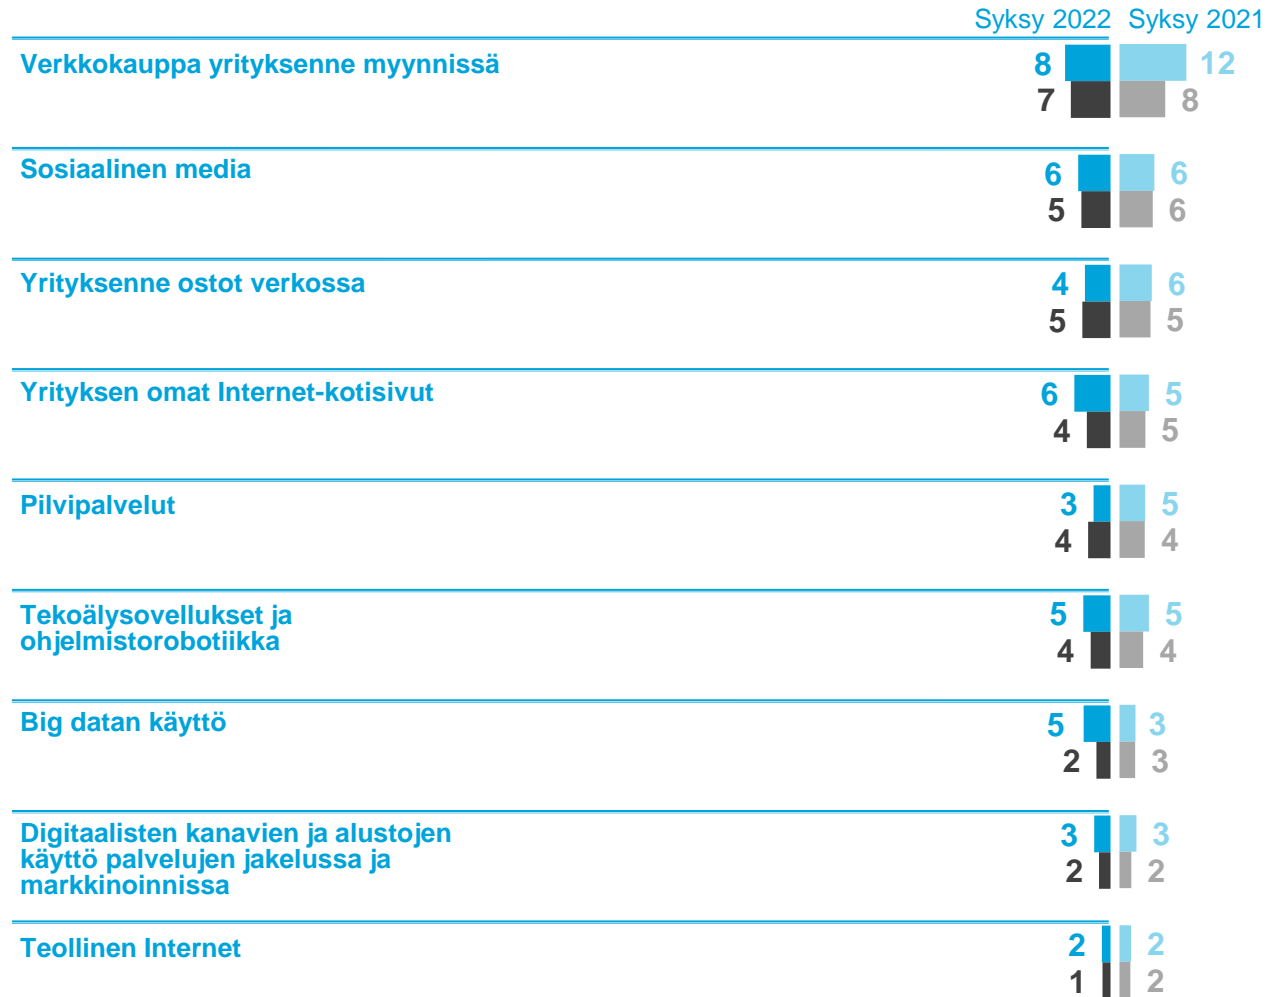 Syksy 2022 Syksy 2021
Verkkokauppa yrityksenne myynnissä 8 12
7 8
Sosiaalinen media 6 6
5 6
Yrityksenne ostot verkossa 4 6
5 5
Yrityksen omat Internet-kotisivut 6 5
4 5
Pilvipalvelut 3 5
4 4
Tekoälysovellukset ja 5 5
ohjelmistorobotiikka 4 4
Big datan käyttö 5 3
2 3
Digitaalisten kanavien ja alustojen 3 3
käyttö palvelujen jakelussa ja 2 2
markkinoinnissa
Teollinen Internet 2 2
1 2